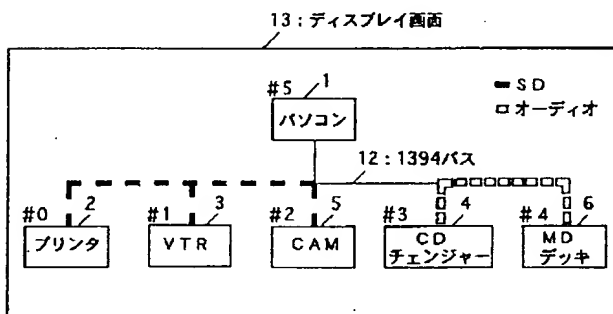 13：ディスプレイ画面
#5
1
パソコン
SD
オーディオ
12：1394バス
#0
2
プリンタ
#1
3
VTR
#2
5
CAM
#3
4
CD
チェンジャー
#4
6
MD
デッキ